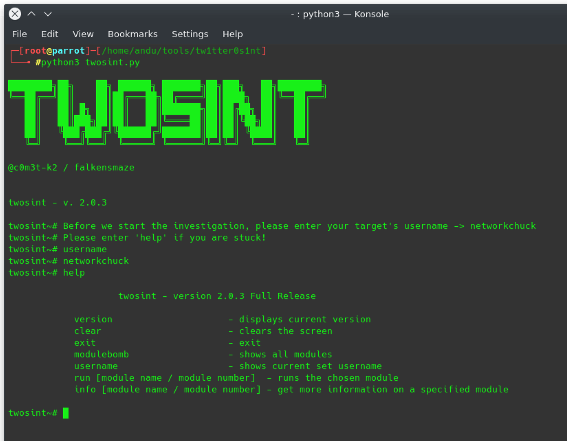 - : python3 — Konsole
File Edit View Bookmarks Settings Help
┌─[root@parrot]─[/home/andu/tools/tw1tter0s1nt]
└──╼ #python3 twosint.py
TWOSINT
@c0m3t-k2 / falkensmaze
twosint - v. 2.0.3
twosint~# Before we start the investigation, please enter your target's username -> networkchuck
twosint~# Please enter 'help' if you are stuck!
twosint~# username
twosint~# networkchuck
twosint~# help
twosint - version 2.0.3 Full Release
version - displays current version
clear - clears the screen
exit - exit
modulebomb - shows all modules
username - shows current set username
run [module name / module number] - runs the chosen module
info [module name / module number] - get more information on a specified module
twosint~#